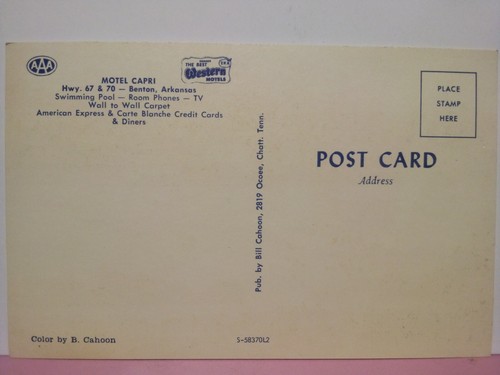 AAA
MOTEL CAPRI
Hwy. 67 & 70 — Benton, Arkansas
Swimming Pool — Room Phones — TV
Wall to Wall Carpet
American Express & Carte Blanche Credit Cards
& Diners
THE BEST
Western
MOTELS
PLACE
STAMP
HERE
POST CARD
Address
Pub. by Bill Cahoon, 2819 Ocoee, Chatt. Tenn.
Color by B. Cahoon
S-58370L2